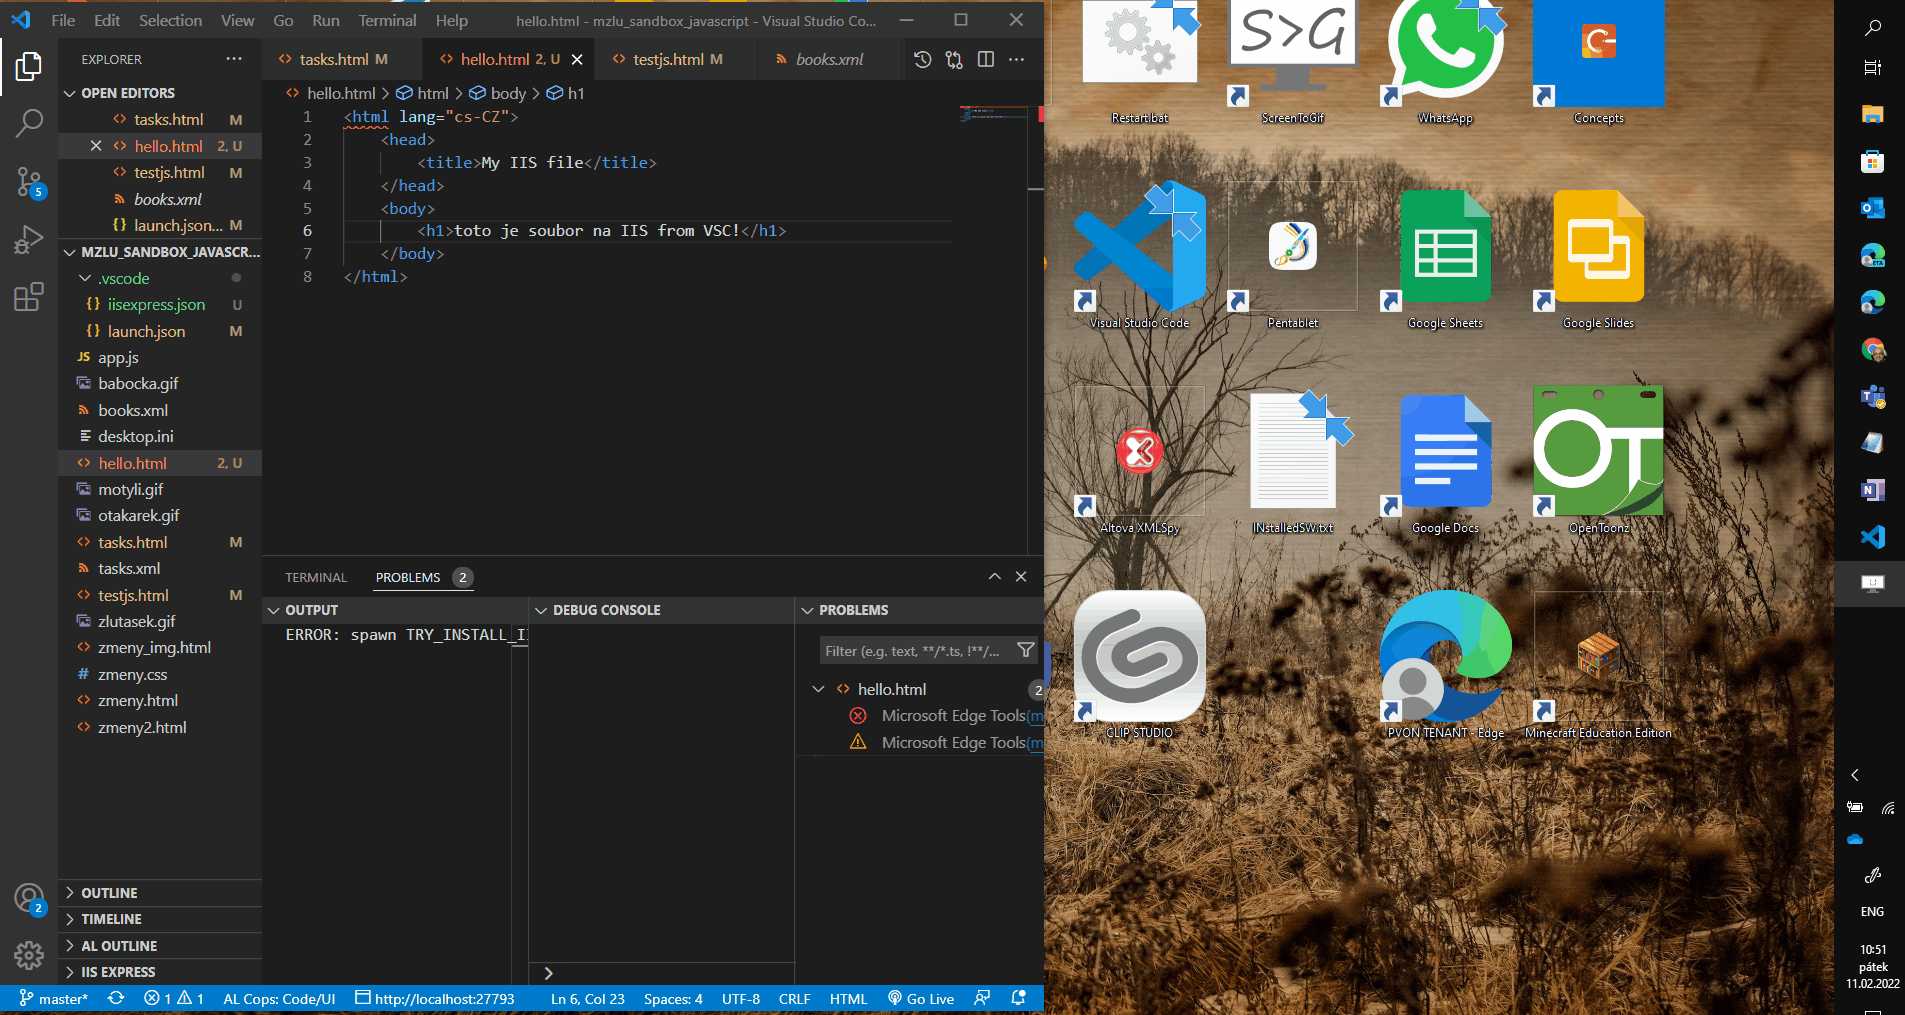 File Edit Selection View Go Run Terminal Help hello.html - mzlu_sandbox_javascript - Visual Studio Co...
EXPLORER
OPEN EDITORS
tasks.html M
hello.html 2, U
testjs.html M
books.xml
launch.json... M
MZLU_SANDBOX_JAVASCR...
.vscode
iisexpress.json U
launch.json M
JS app.js
babocka.gif
books.xml
desktop.ini
hello.html 2, U
motyli.gif
otakarek.gif
tasks.html M
tasks.xml
testjs.html M
zlutasek.gif
zmeny_img.html
# zmeny.css
zmeny.html
zmeny2.html
OUTLINE
TIMELINE
AL OUTLINE
IIS EXPRESS
5
2
tasks.html M hello.html 2, U testjs.html M books.xml
hello.html > html > body > h1
1 <html lang="cs-CZ">
2 <head>
3 <title>My IIS file</title>
4 </head>
5 <body>
6 <h1>toto je soubor na IIS from VSC!</h1>
7 </body>
8 </html>
TERMINAL PROBLEMS 2
OUTPUT
ERROR: spawn TRY_INSTALL_I
DEBUG CONSOLE
PROBLEMS
Filter (e.g. text, **/*.ts, !**/...
hello.html 2
Microsoft Edge Tools(m
Microsoft Edge Tools(m
master* 1 1 AL Cops: Code/UI http://localhost:27793 Ln 6, Col 23 Spaces: 4 UTF-8 CRLF HTML Go Live
S>G
Restart.bat ScreenToGif WhatsApp Concepts
Visual Studio Code Pentablet Google Sheets Google Slides
OT
Altova XMLSpy INstalledSW.txt Google Docs OpenToonz
CLIP STUDIO PVON TENANT - Edge Minecraft Education Edition
ENG
10:51
pátek
11.02.2022